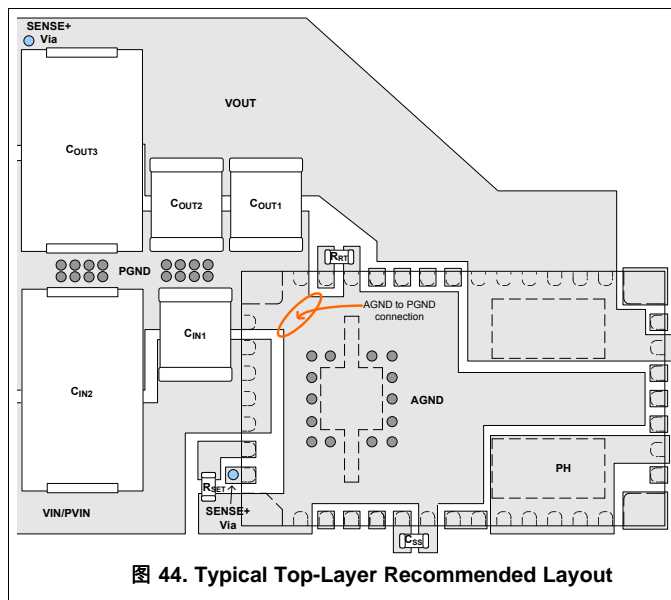 SENSE+
Via
VOUT
COUT3
COUT2
COUT1
PGND
RRT
AGND to PGND
connection
CIN1
CIN2
AGND
PH
RSET
SENSE+
Via
VIN/PVIN
CSS
图 44. Typical Top-Layer Recommended Layout